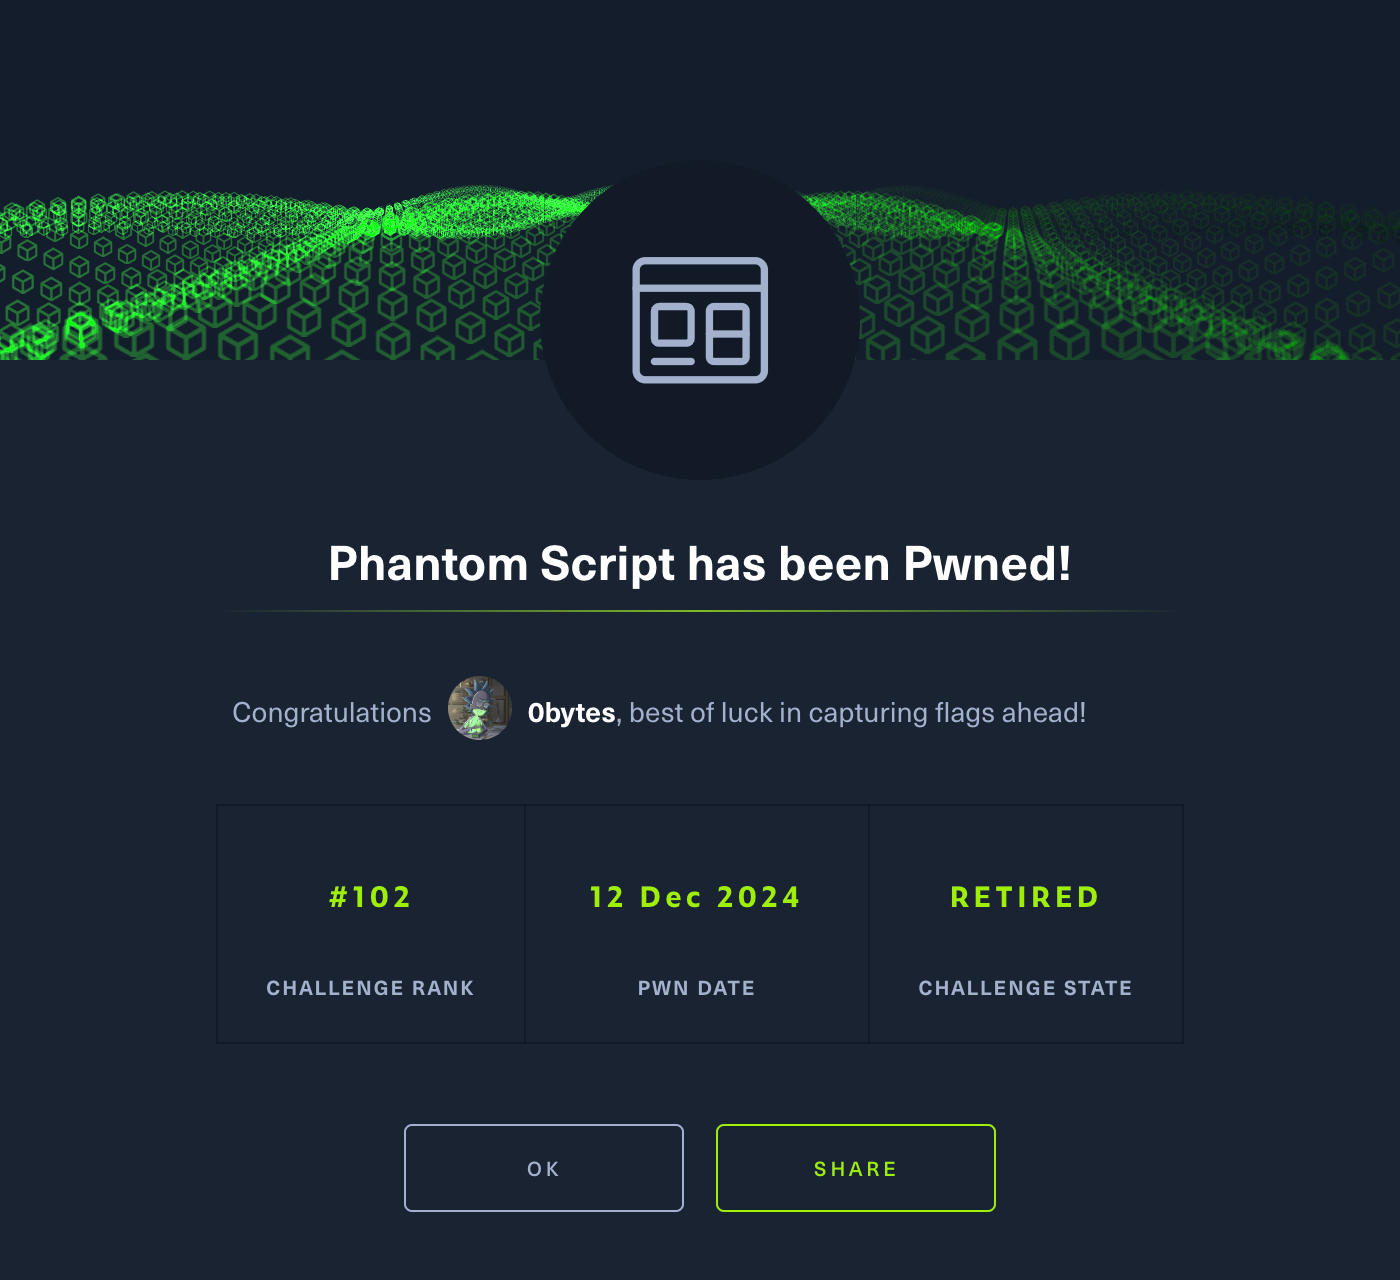 Phantom Script has been Pwned!
Congratulations 0bytes, best of luck in capturing flags ahead!
#102
12 Dec 2024
RETIRED
CHALLENGE RANK
PWN DATE
CHALLENGE STATE
OK
SHARE